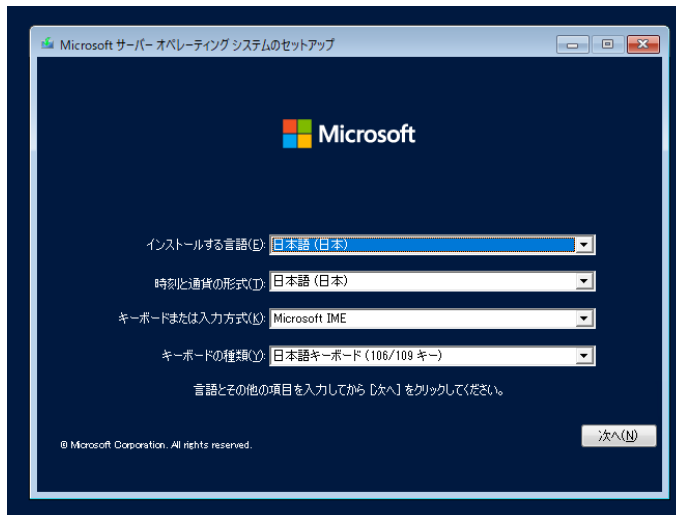 Microsoft サーバー オペレーティング システムのセットアップ
Microsoft
インストールする言語(E): 日本語 (日本)
時刻と通貨の形式(T): 日本語 (日本)
キーボードまたは入力方式(K): Microsoft IME
キーボードの種類(Y): 日本語キーボード (106/109 キー)
言語とその他の項目を入力してから [次へ] をクリックしてください。
© Microsoft Corporation. All rights reserved.
次へ(N)